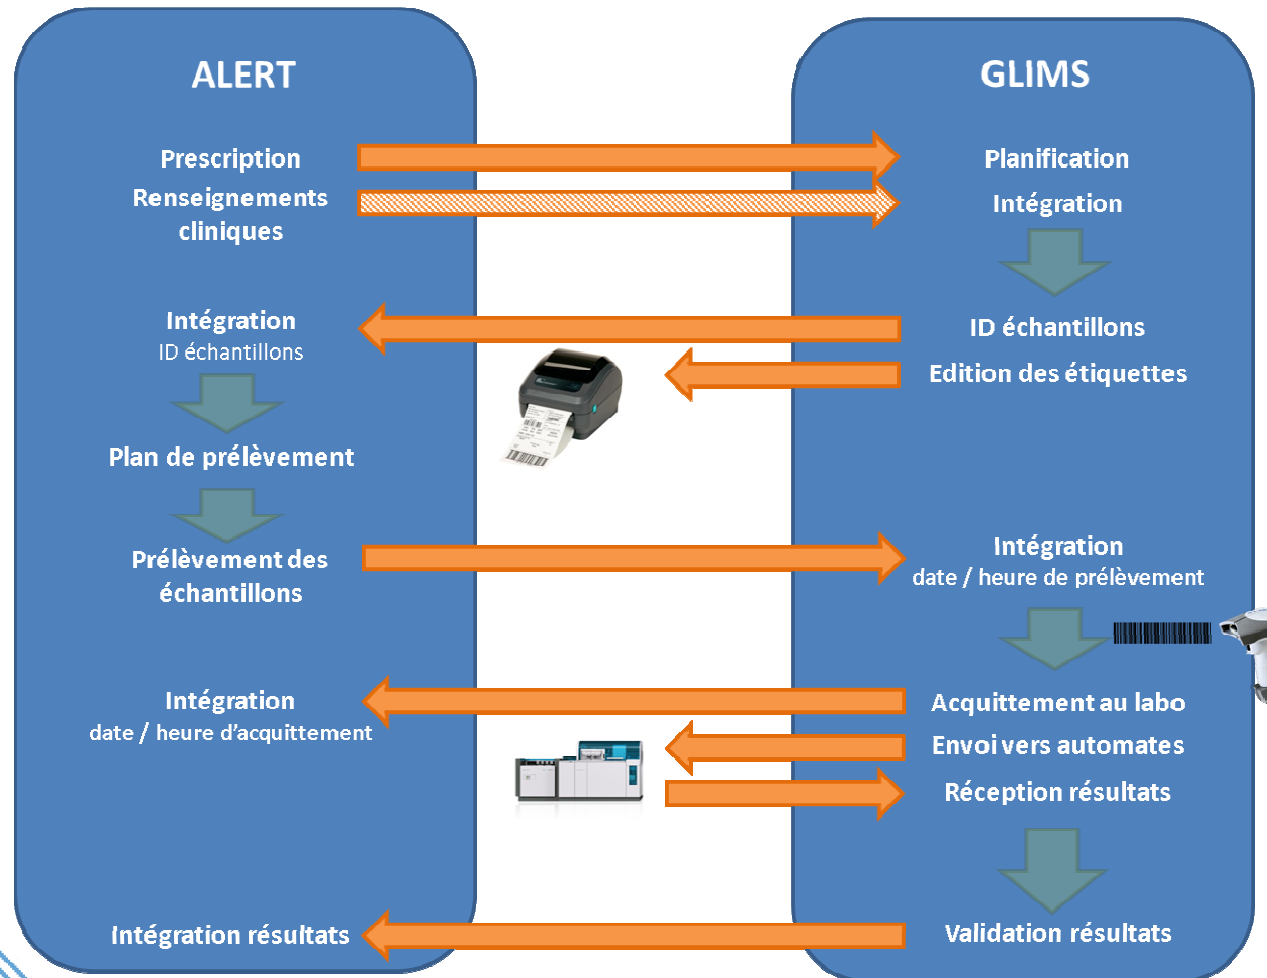 ALERT
GLIMS
Prescription
Planification
Renseignements
cliniques
Intégration
Intégration
ID échantillons
ID échantillons
Edition des étiquettes
Plan de prélèvement
Prélèvement des
échantillons
Intégration
date / heure de prélèvement
Intégration
date / heure d'acquittement
Acquittement au labo
Envoi vers automates
Réception résultats
Intégration résultats
Validation résultats